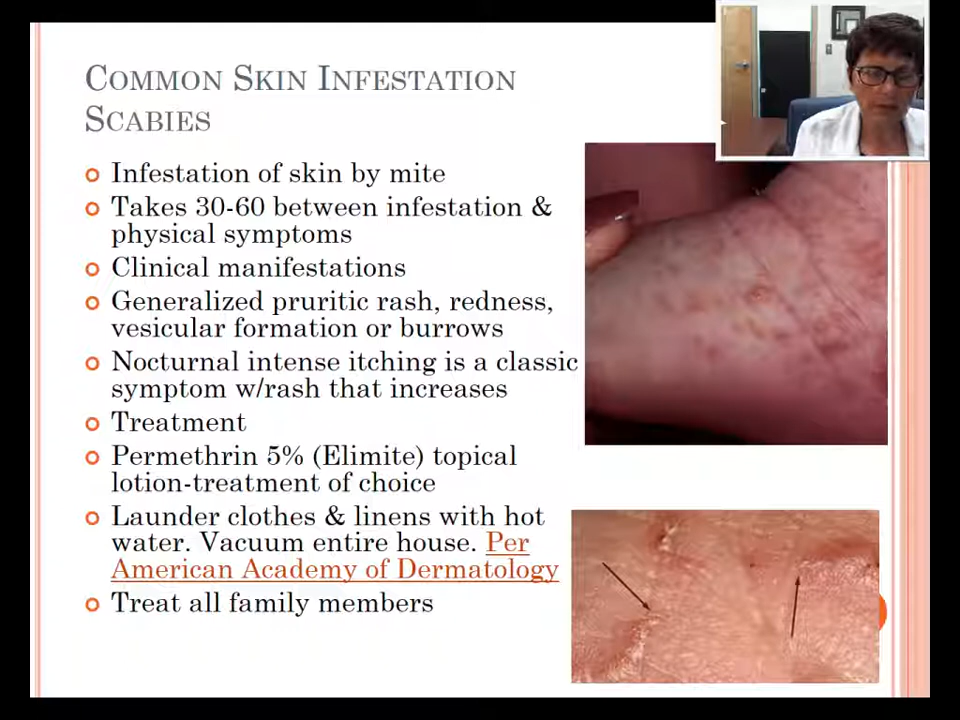 Common Skin Infestation
Scabies
Infestation of skin by mite
Takes 30-60 between infestation &
physical symptoms
Clinical manifestations
Generalized pruritic rash, redness,
vesicular formation or burrows
Nocturnal intense itching is a classic
symptom w/rash that increases
Treatment
Permethrin 5% (Elimite) topical
lotion-treatment of choice
Launder clothes & linens with hot
water. Vacuum entire house. Per
American Academy of Dermatology
Treat all family members